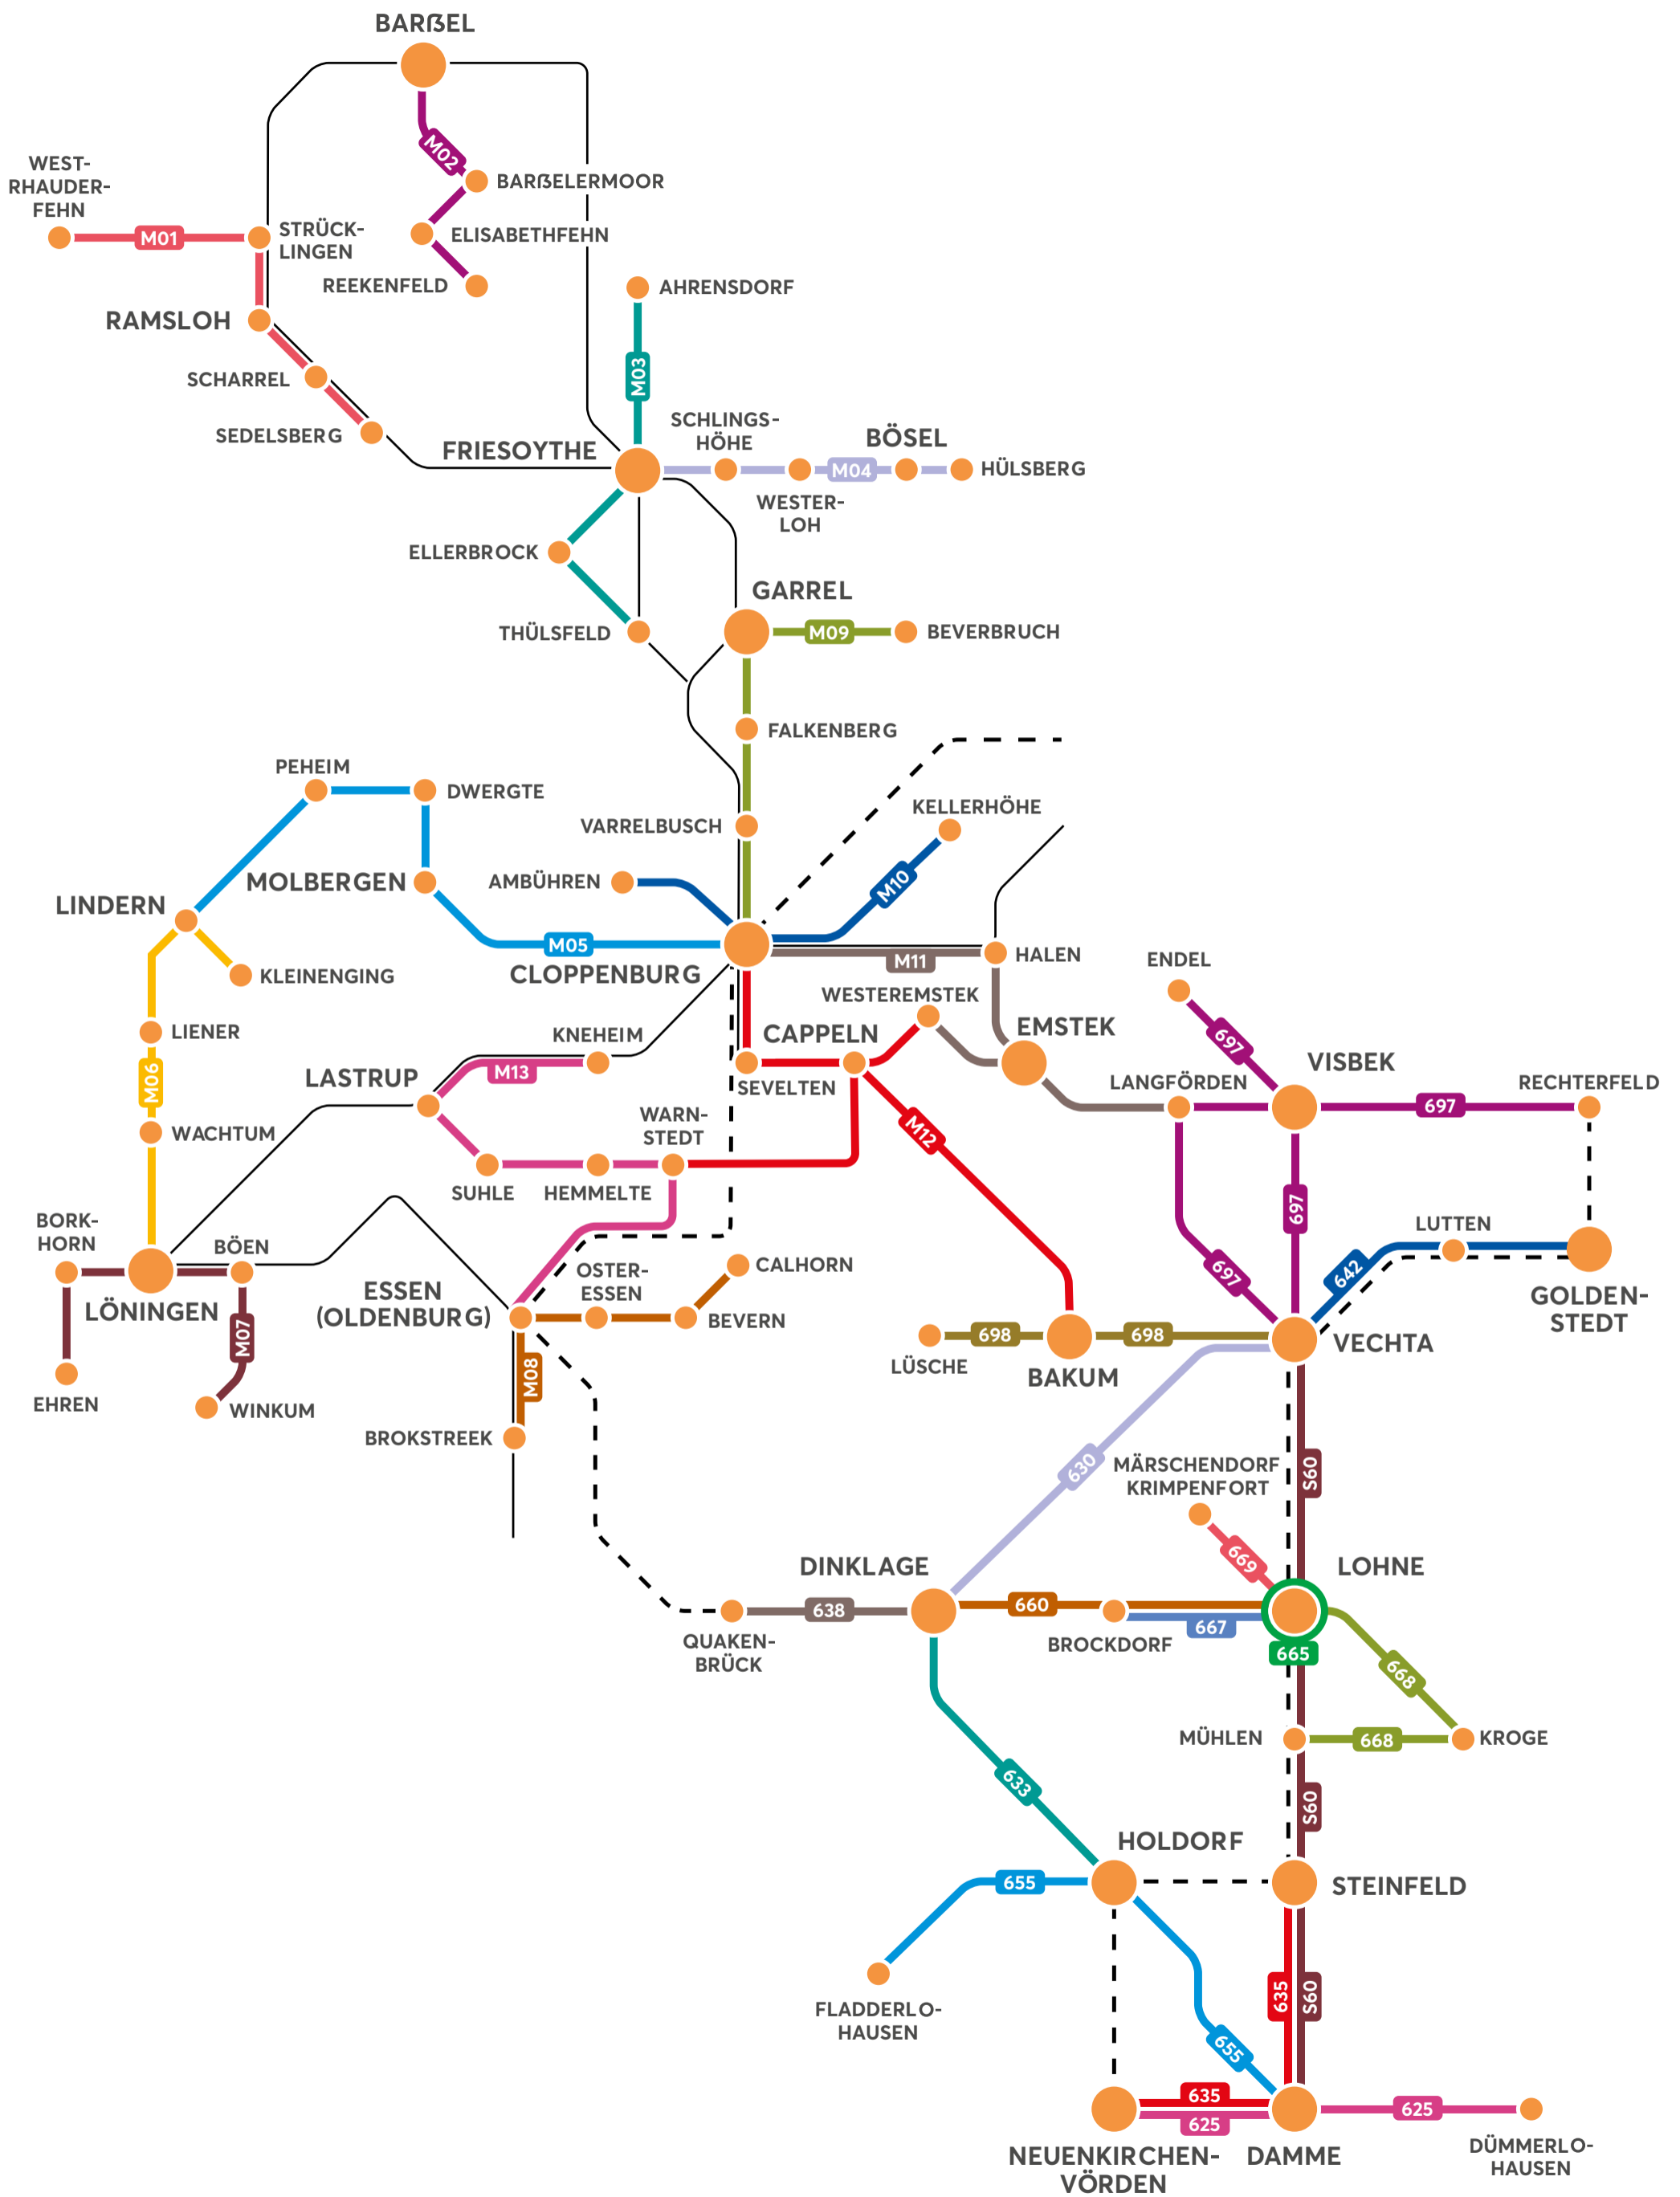 BARẞEL
M02
WEST-
RHAUDER-
FEHN
BARẞELERMOOR
M01
STRÜCK-
LINGEN
ELISABETHFEHN
REEKENFELD
AHRENSDORF
RAMSLOH
M03
SCHARREL
SCHLINGS-
HÖHE
BÖSEL
SEDELSBERG
FRIESOYTHE
M04
HÜLSBERG
WESTER-
LOH
ELLERBROCK
GARREL
THÜLSFELD
M09
BEVERBRUCH
FALKENBERG
PEHEIM
DWERGTE
KELLERHÖHE
VARRELBUSCH
MOLBERGEN
AMBÜHREN
M10
LINDERN
M05
M11
HALEN
ENDEL
KLEINENGING
CLOPPENBURG
WESTEREMSTEK
LIENER
KNEHEIM
CAPPELN
EMSTEK
697
VISBEK
M06
LASTRUP
M13
SEVELTEN
LANGFÖRDEN
697
RECHTERFELD
WACHTUM
WARN-
STEDT
M12
SUHLE
HEMMELTE
697
BORK-
HORN
BÖEN
LUTTEN
697
642
LÖNINGEN
ESSEN
(OLDENBURG)
OSTER-
ESSEN
CALHORN
GOLDEN-
STEDT
BEVERN
M07
698
698
VECHTA
LÜSCHE
BAKUM
M08
EHREN
WINKUM
BROKSTREEK
630
MÄRSCHENDORF
KRIMPENFORT
S60
669
DINKLAGE
LOHNE
638
660
667
QUAKEN-
BRÜCK
BROCKDORF
665
668
MÜHLEN
668
KROGE
633
S60
HOLDORF
655
STEINFELD
FLADDERLO-
HAUSEN
635
S60
655
635
625
625
NEUENKIRCHEN-
VÖRDEN
DAMME
DÜMMERLO-
HAUSEN